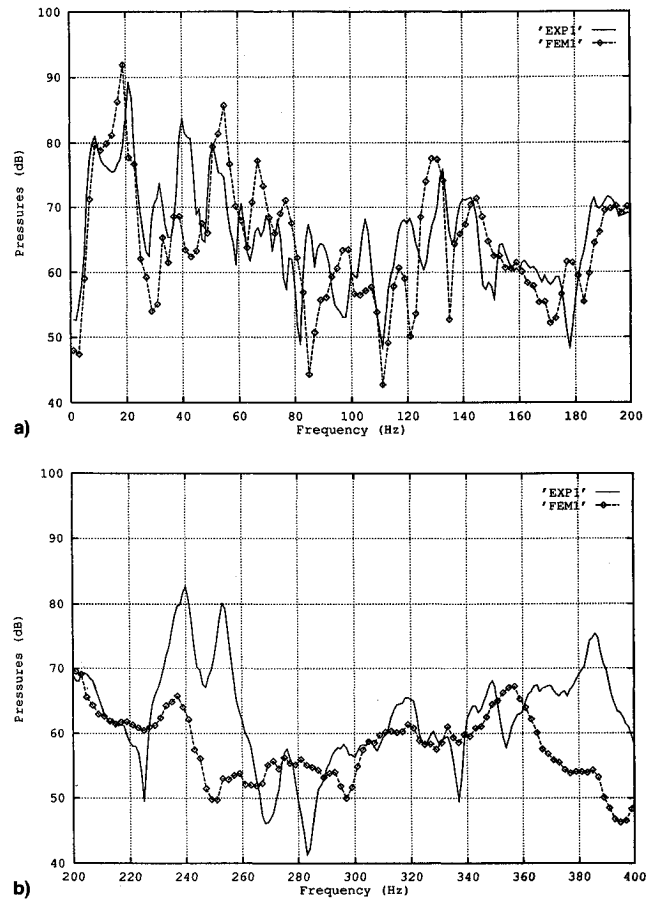 100
90
80
70
60
50
40
Pressures (dB)
'EXP1'
'FEM1'
0 20 40 60 80 100 120 140 160 180 200
Frequency (Hz)
a)
100
90
80
70
60
50
40
Pressures (dB)
'EXP1'
'FEM1'
200 220 240 260 280 300 320 340 360 380 400
Frequency (Hz)
b)